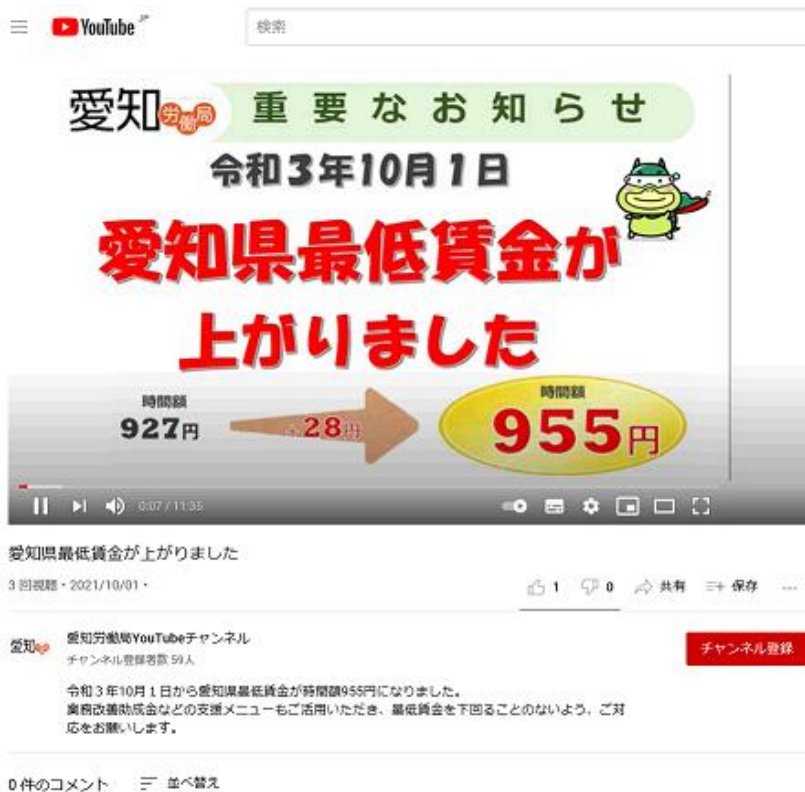 YouTube JP
検索
愛知労働局 重要なお知らせ
令和3年10月1日
愛知県最低賃金が
上がりました
時間額
927円
+28円
時間額
955円
0:07 / 11:35
愛知県最低賃金が上がりました
3 回視聴・2021/10/01・
1 0 共有 保存
愛知労働局YouTubeチャンネル
チャンネル登録者数 59人
チャンネル登録
令和３年10月１日から愛知県最低賃金が時間額955円になりました。
業務改善助成金などの支援メニューもご活用いただき、最低賃金を下回ることのないよう、ご対
応をお願いします。
0 件のコメント 並べ替え